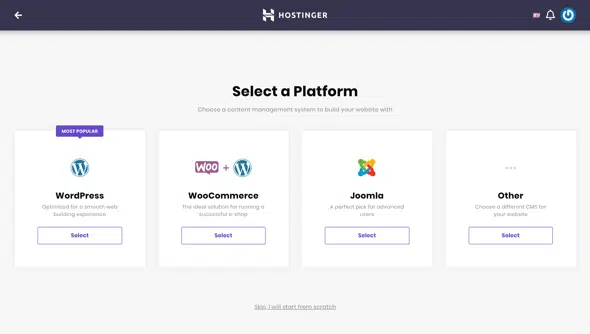 HOSTINGER
Select a Platform
Choose a content management system to build your website with
MOST POPULAR
WordPress
Optimized for a smooth web
building experience
Select
WOO +
WooCommerce
The ideal solution for running a
successful e-shop
Select
Joomla
A perfect pick for advanced
users
Select
Other
Choose a different CMS for
your website
Select
Skip, I will start from scratch